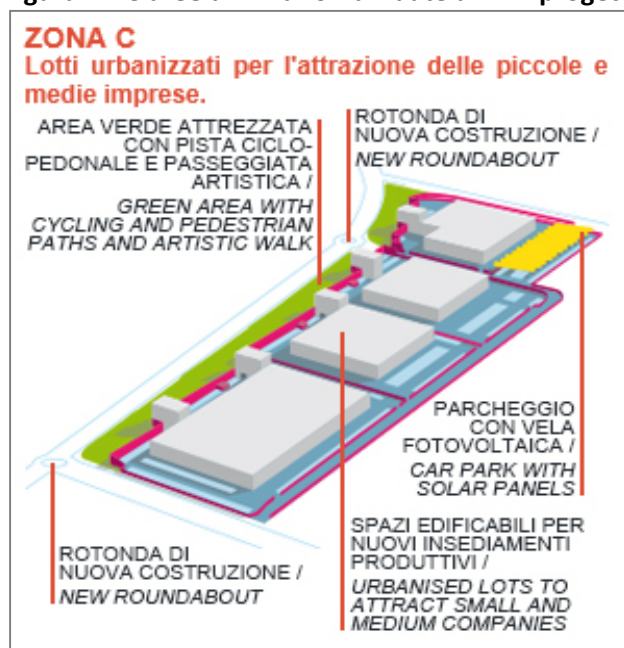 ZONA C
Lotti urbanizzati per l'attrazione delle piccole e
medie imprese.
AREA VERDE ATTREZZATA
CON PISTA CICLO-
PEDONALE E PASSEGGIATA
ARTISTICA /
GREEN AREA WITH
CYCLING AND PEDESTRIAN
PATHS AND ARTISTIC WALK
ROTONDA DI
NUOVA COSTRUZIONE /
NEW ROUNDABOUT
PARCHEGGIO
CON VELA
FOTOVOLTAICA /
CAR PARK WITH
SOLAR PANELS
ROTONDA DI
NUOVA COSTRUZIONE /
NEW ROUNDABOUT
SPAZI EDIFICABILI PER
NUOVI INSEDIAMENTI
PRODUTTIVI /
URBANISED LOTS TO
ATTRACT SMALL AND
MEDIUM COMPANIES